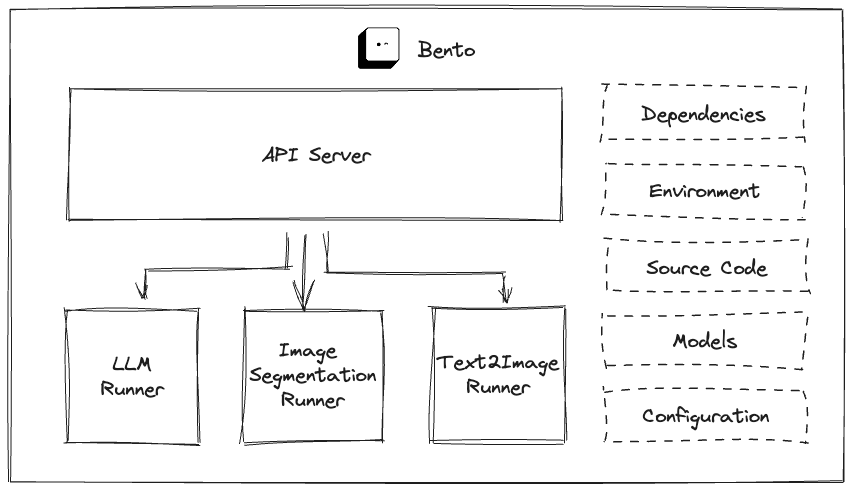 Bento
API Server
LLM
Runner
Image
Segmentation
Runner
Text2Image
Runner
Dependencies
Environment
Source Code
Models
Configuration